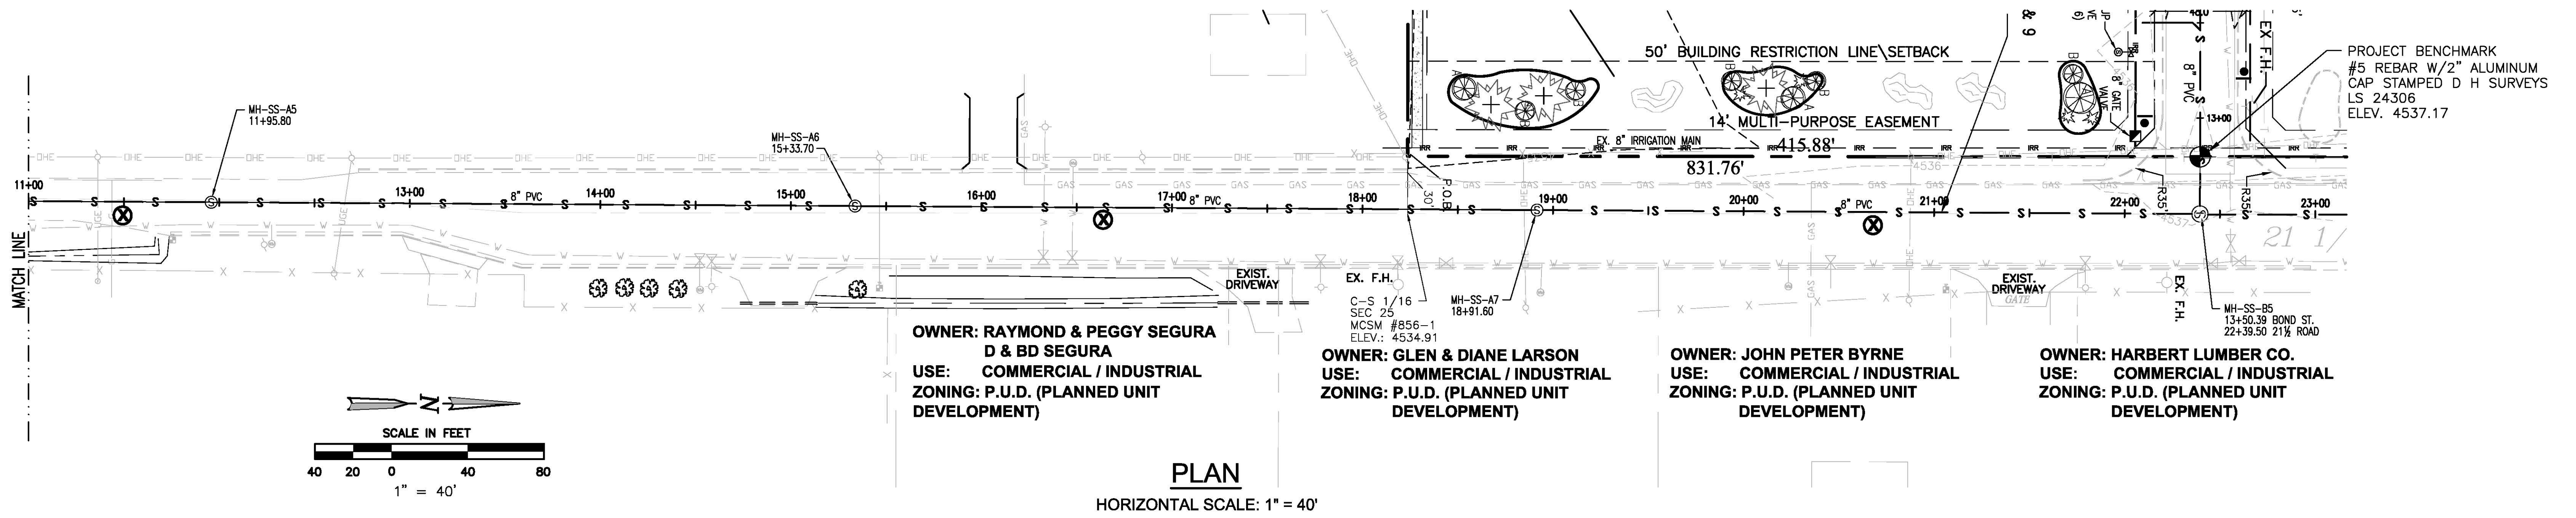 50' BUILDING RESTRICTION LINE\SETBACK
14' MULTI-PURPOSE EASEMENT
EX. 8" IRRIGATION MAIN
415.88'
831.76'
EX. F.H.
8" PVC
8" GATE
VALVE
13+00
PROJECT BENCHMARK
#5 REBAR W/2" ALUMINUM
CAP STAMPED D H SURVEYS
LS 24306
ELEV. 4537.17
MH-SS-A5
11+95.80
MH-SS-A6
15+33.70
MATCH LINE
11+00
13+00
8" PVC
14+00
15+00
16+00
17+00
8" PVC
18+00
19+00
20+00
8" PVC
21+00
22+00
23+00
P.O.B.
30'
R35'
R35'
4536
4537
21 1/
EXIST.
DRIVEWAY
EX. F.H.
C-S 1/16
SEC 25
MCSM #856-1
ELEV.: 4534.91
MH-SS-A7
18+91.60
EXIST.
DRIVEWAY
GATE
EX. F.H.
MH-SS-B5
13+50.39 BOND ST.
22+39.50 21½ ROAD
OWNER: RAYMOND & PEGGY SEGURA
D & BD SEGURA
USE: COMMERCIAL / INDUSTRIAL
ZONING: P.U.D. (PLANNED UNIT
DEVELOPMENT)
OWNER: GLEN & DIANE LARSON
USE: COMMERCIAL / INDUSTRIAL
ZONING: P.U.D. (PLANNED UNIT
DEVELOPMENT)
OWNER: JOHN PETER BYRNE
USE: COMMERCIAL / INDUSTRIAL
ZONING: P.U.D. (PLANNED UNIT
DEVELOPMENT)
OWNER: HARBERT LUMBER CO.
USE: COMMERCIAL / INDUSTRIAL
ZONING: P.U.D. (PLANNED UNIT
DEVELOPMENT)
N
SCALE IN FEET
40 20 0 40 80
1" = 40'
PLAN
HORIZONTAL SCALE: 1" = 40'